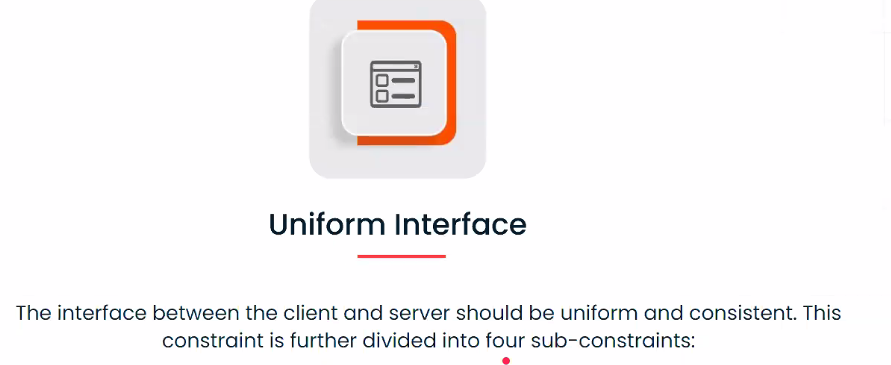 Uniform Interface
The interface between the client and server should be uniform and consistent. This
constraint is further divided into four sub-constraints: